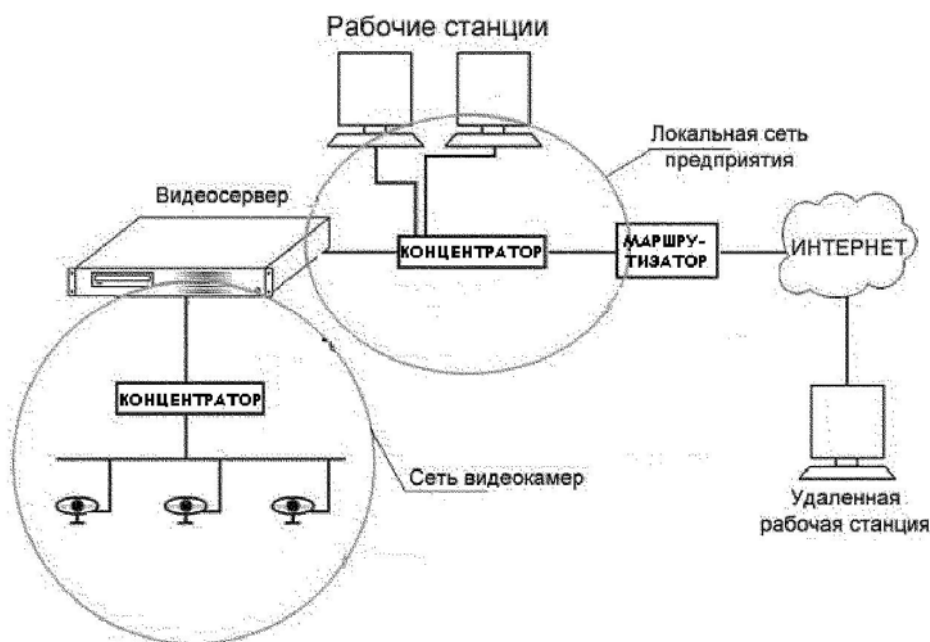 Рабочие станции
Локальная сеть
предприятия
Видеосервер
КОНЦЕНТРАТОР
МАРШРУ-
ТИЗАТОР
ИНТЕРНЕТ
КОНЦЕНТРАТОР
Сеть видеокамер
Удаленная
рабочая станция